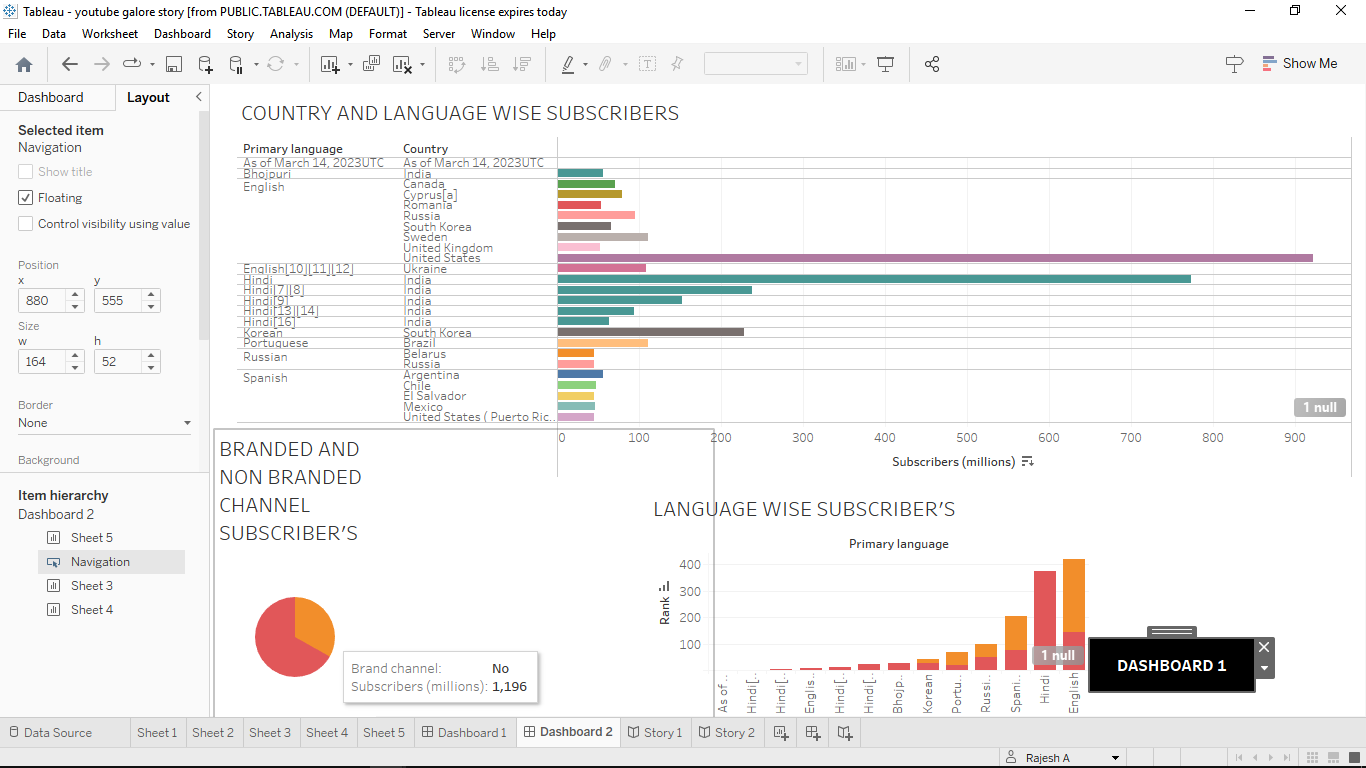 Tableau - youtube galore story [from PUBLIC.TABLEAU.COM (DEFAULT)] - Tableau license expires today
File Data Worksheet Dashboard Story Analysis Map Format Server Window Help
Show Me
Dashboard Layout
Selected item
Navigation
Show title
Floating
Control visibility using value
Position
x y
880 555
Size
w h
164 52
Border
None
Background
Item hierarchy
Dashboard 2
Sheet 5
Navigation
Sheet 3
Sheet 4
COUNTRY AND LANGUAGE WISE SUBSCRIBERS
Primary language Country
As of March 14, 2023UTC As of March 14, 2023UTC
Bhojpuri India
English Canada
Cyprus[a]
Romania
Russia
South Korea
Sweden
United Kingdom
United States
English[10][11][12] Ukraine
Hindi India
Hindi[7][8] India
Hindi[9] India
Hindi[13][14] India
Hindi[16] India
Korean South Korea
Portuguese Brazil
Russian Belarus
Russia
Spanish Argentina
Chile
El Salvador
Mexico
United States ( Puerto Ric..
1 null
0 100 200 300 400 500 600 700 800 900
Subscribers (millions)
BRANDED AND
NON BRANDED
CHANNEL
SUBSCRIBER'S
Brand channel: No
Subscribers (millions): 1,196
LANGUAGE WISE SUBSCRIBER'S
Primary language
Rank
400
300
200
100
As of .. Hindi[.. Hindi[.. Englis.. Hindi[.. Hindi[.. Bhojp.. Korean Portu.. Russi.. Spani.. Hindi English
1 null
DASHBOARD 1
Data Source Sheet 1 Sheet 2 Sheet 3 Sheet 4 Sheet 5 Dashboard 1 Dashboard 2 Story 1 Story 2
Rajesh A